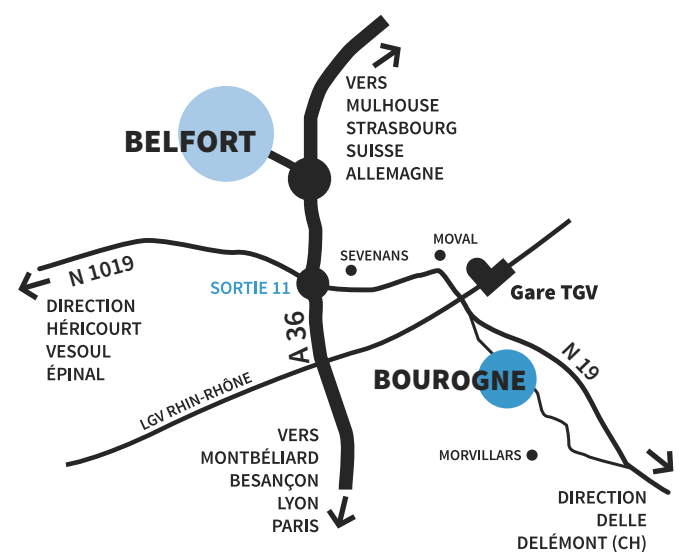 VERS
MULHOUSE
STRASBOURG
SUISSE
ALLEMAGNE
BELFORT
MOVAL
SEVENANS
N 1019
SORTIE 11
Gare TGV
DIRECTION
HÉRICOURT
VESOUL
ÉPINAL
A 36
N 19
BOUROGNE
LGV RHIN-RHÔNE
VERS
MONTBÉLIARD
BESANÇON
LYON
PARIS
MORVILLARS
DIRECTION
DELLE
DELÉMONT (CH)